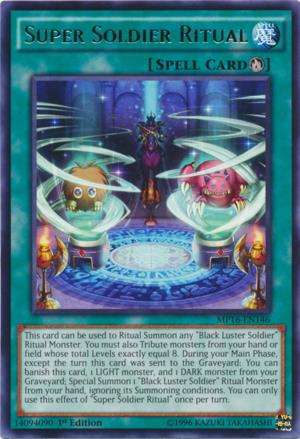 Super Soldier Ritual
[Spell Card]
MP16-EN146
This card can be used to Ritual Summon any "Black Luster Soldier"
Ritual Monster. You must also Tribute monsters from your hand or
field whose total Levels exactly equal 8. During your Main Phase,
except the turn this card was sent to the Graveyard: You can
banish this card, 1 LIGHT monster, and 1 DARK monster from your
Graveyard; Special Summon 1 "Black Luster Soldier" Ritual Monster
from your hand, ignoring its Summoning conditions. You can only
use this effect of "Super Soldier Ritual" once per turn.
14094090 1st Edition
©1996 KAZUKI TAKAHASHI